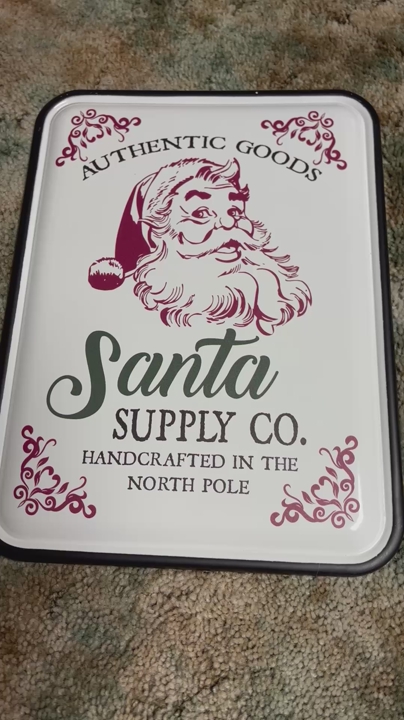 AUTHENTIC GOODS
Santa
SUPPLY CO.
HANDCRAFTED IN THE
NORTH POLE